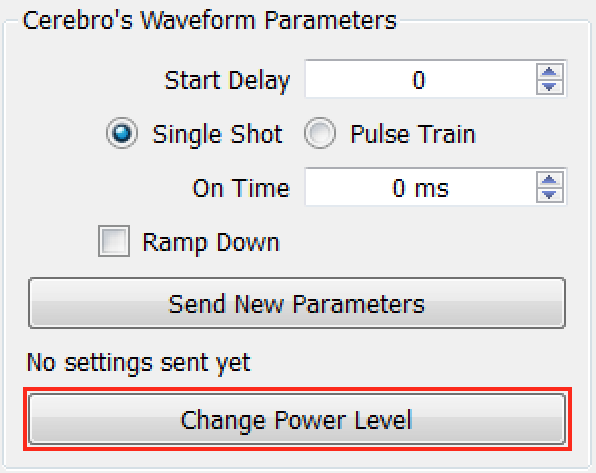 Cerebro's Waveform Parameters
Start Delay 0
Single Shot Pulse Train
On Time 0 ms
Ramp Down
Send New Parameters
No settings sent yet
Change Power Level